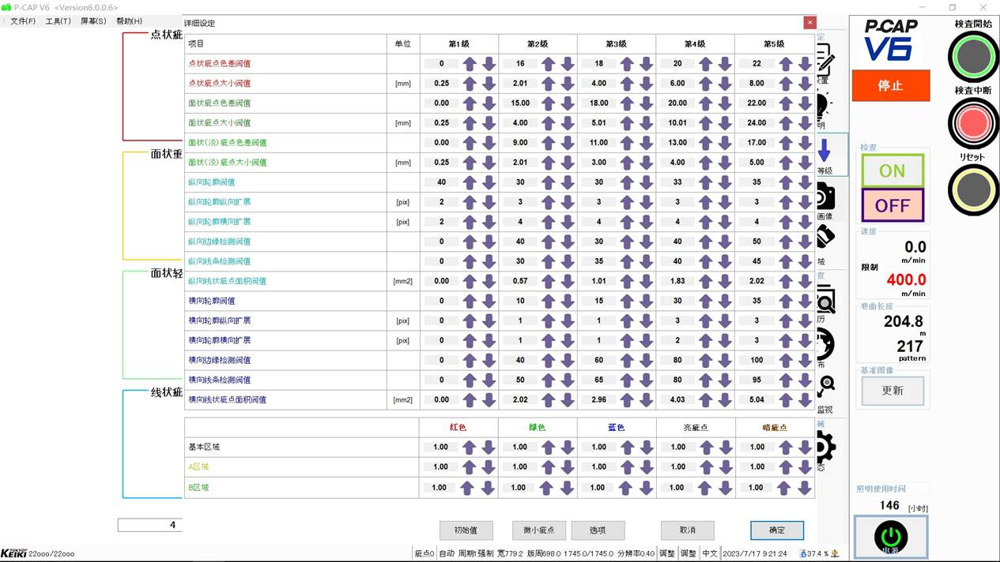 P-CAP V6 <Version6.0.0.6>
文件(F) 工具(T) 屏幕(S) 帮助(H)
点状疵
面状重
面状轻
线状疵
4
详细设定
项目 单位 第1级 第2级 第3级 第4级 第5级
点状疵点色差阀值 0 16 18 20 22
点状疵点大小阀值 [mm] 0.25 2.01 4.00 6.00 8.00
面状疵点色差阀值 0.00 15.00 18.00 20.00 22.00
面状疵点大小阀值 [mm] 0.25 4.00 5.01 10.01 24.00
面状(淡)疵点色差阀值 0.00 9.00 11.00 13.00 17.00
面状(淡)疵点大小阀值 [mm] 0.25 2.01 3.00 4.00 5.00
纵向轮廓阀值 40 30 30 33 35
纵向轮廓纵向扩展 [pix] 2 3 3 3 3
纵向轮廓横向扩展 [pix] 2 4 4 4 4
纵向边缘检测阀值 0 40 30 40 50
纵向线条检测阀值 0 30 35 40 45
纵向线状疵点面积阀值 [mm2] 0.00 0.57 1.01 1.83 2.02
横向轮廓阀值 0 10 15 30 35
横向轮廓纵向扩展 [pix] 0 1 1 3 3
横向轮廓横向扩展 [pix] 0 1 1 2 3
横向边缘检测阀值 0 40 60 80 100
横向线条检测阀值 0 50 65 80 95
横向线状疵点面积阀值 [mm2] 0.00 2.02 2.96 4.03 5.04
红色 绿色 蓝色 亮疵点 暗疵点
基本区域 1.00 1.00 1.00 1.00 1.00
A区域 1.00 1.00 1.00 1.00 1.00
B区域 1.00 1.00 1.00 1.00 1.00
初始值 微小疵点 选项 取消 确定
定
置
明
等级
画像
域
查
历
布
监视
械
态
P-CAP
V6
停止
检查
ON
OFF
速度
0.0
m/min
限制
400.0
m/min
卷曲长度
204.8
m
217
pattern
基准图像
更新
照明使用时间
146 [小时]
电源
検査開始
検査中断
リセット
TOKYO
KEIKI 22ooo/22ooo
疵点0 自动 周期1强制 宽779.2 版周698.0 1745.0/1745.0 分辨率0.40 调整 调整 中文 2023/7/17 9:21:24 37.4 %